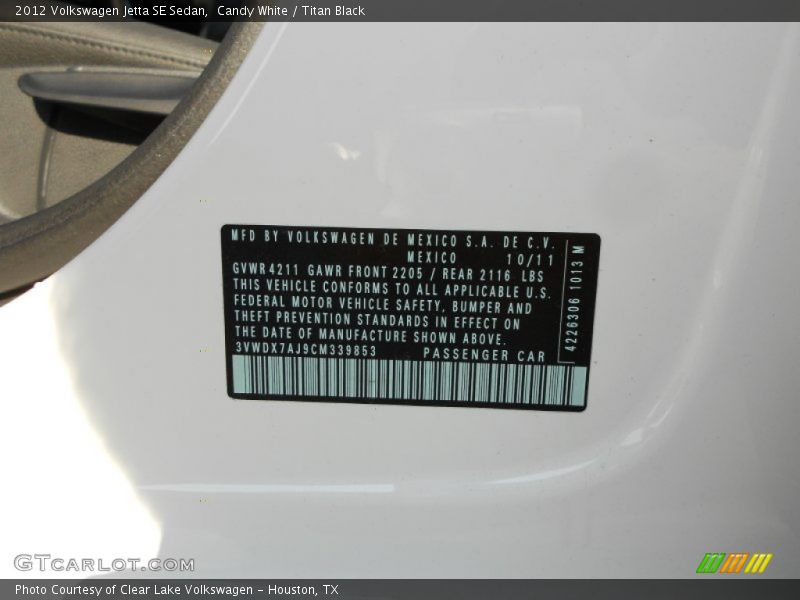 2012 Volkswagen Jetta SE Sedan, Candy White / Titan Black
MFD BY VOLKSWAGEN DE MEXICO S.A. DE C.V.
MEXICO 10/11
GVWR 4211 GAWR FRONT 2205 / REAR 2116 LBS
THIS VEHICLE CONFORMS TO ALL APPLICABLE U.S.
FEDERAL MOTOR VEHICLE SAFETY, BUMPER AND
THEFT PREVENTION STANDARDS IN EFFECT ON
THE DATE OF MANUFACTURE SHOWN ABOVE.
3VWDX7AJ9CM339853 PASSENGER CAR
4226306 1013 M
GTcarlot.com
Photo Courtesy of Clear Lake Volkswagen - Houston, TX